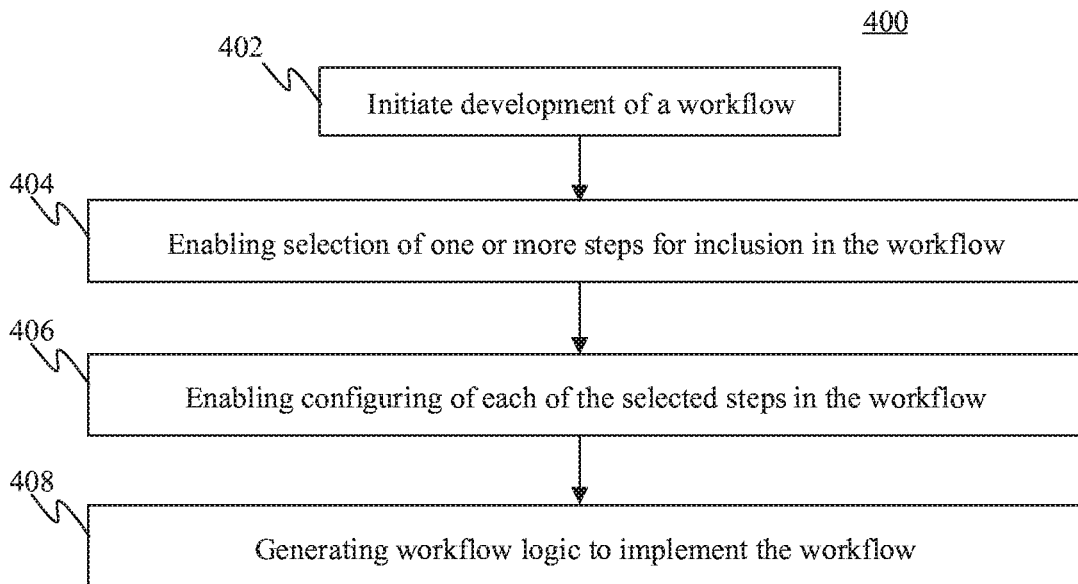 400
402
Initiate development of a workflow
404
Enabling selection of one or more steps for inclusion in the workflow
406
Enabling configuring of each of the selected steps in the workflow
408
Generating workflow logic to implement the workflow